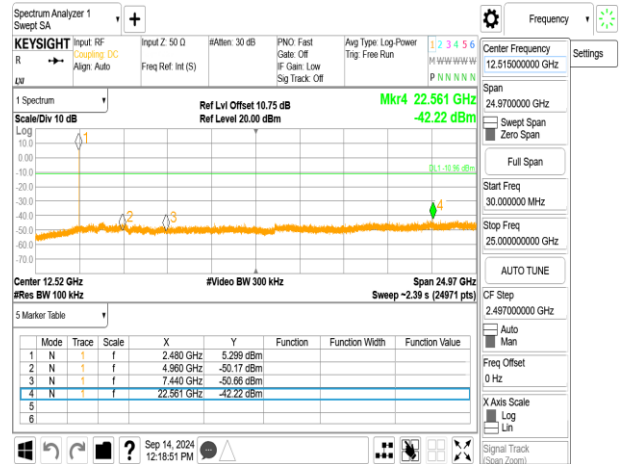 Spectrum Analyzer 1
Swept SA
+
Frequency
KEYSIGHT
Input: RF
Coupling: DC
Align: Auto
Input Z: 50 Ω
Freq Ref: Int (S)
#Atten: 30 dB
PNO: Fast
Gate: Off
IF Gain: Low
Sig Track: Off
Avg Type: Log-Power
Trig: Free Run
1 2 3 4 5 6
M W W W W W
P N N N N N
R
LXI
Center Frequency
12.515000000 GHz
Settings
Span
24.9700000 GHz
Swept Span
Zero Span
Full Span
Start Freq
30.000000 MHz
Stop Freq
25.000000000 GHz
AUTO TUNE
CF Step
2.497000000 GHz
Auto
Man
Freq Offset
0 Hz
X Axis Scale
Log
Lin
Signal Track
(Span Zoom)
1 Spectrum
Scale/Div 10 dB
Ref Lvl Offset 10.75 dB
Ref Level 20.00 dBm
Mkr4 22.561 GHz
-42.22 dBm
Log
10.0
0.00
-10.0
-20.0
-30.0
-40.0
-50.0
-60.0
-70.0
1
2
3
4
Center 12.52 GHz
#Video BW 300 kHz
Span 24.97 GHz
#Res BW 100 kHz
Sweep ~2.39 s (24971 pts)
5 Marker Table
Mode Trace Scale X Y Function Function Width Function Value
1 N 1 f 2.480 GHz 5.299 dBm
2 N 1 f 4.960 GHz -50.17 dBm
3 N 1 f 7.440 GHz -50.66 dBm
4 N 1 f 22.561 GHz -42.22 dBm
5
6
?
Sep 14, 2024
12:18:51 PM